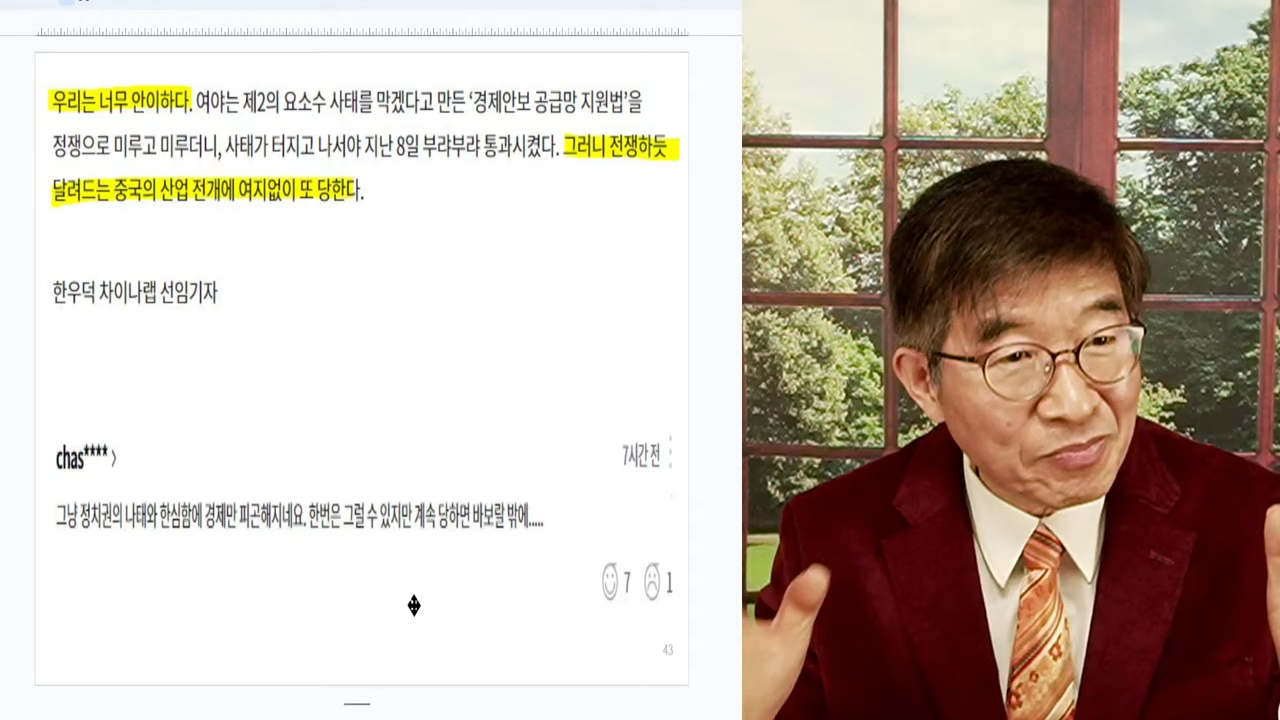 우리는 너무 안이하다. 여야는 제2의 요소수 사태를 막겠다고 만든 ‘경제안보 공급망 지원법’을
정쟁으로 미루고 미루더니, 사태가 터지고 나서야 지난 8일 부랴부랴 통과시켰다. 그러니 전쟁하듯
달려드는 중국의 산업 전개에 여지없이 또 당한다.
한우덕 차이나랩 선임기자
chas**** 〉
7시간 전
그냥 정치권의 나태와 한심함에 경제만 피곤해지네요. 한번은 그럴 수 있지만 계속 당하면 바보랄 밖에.....
7 1
43